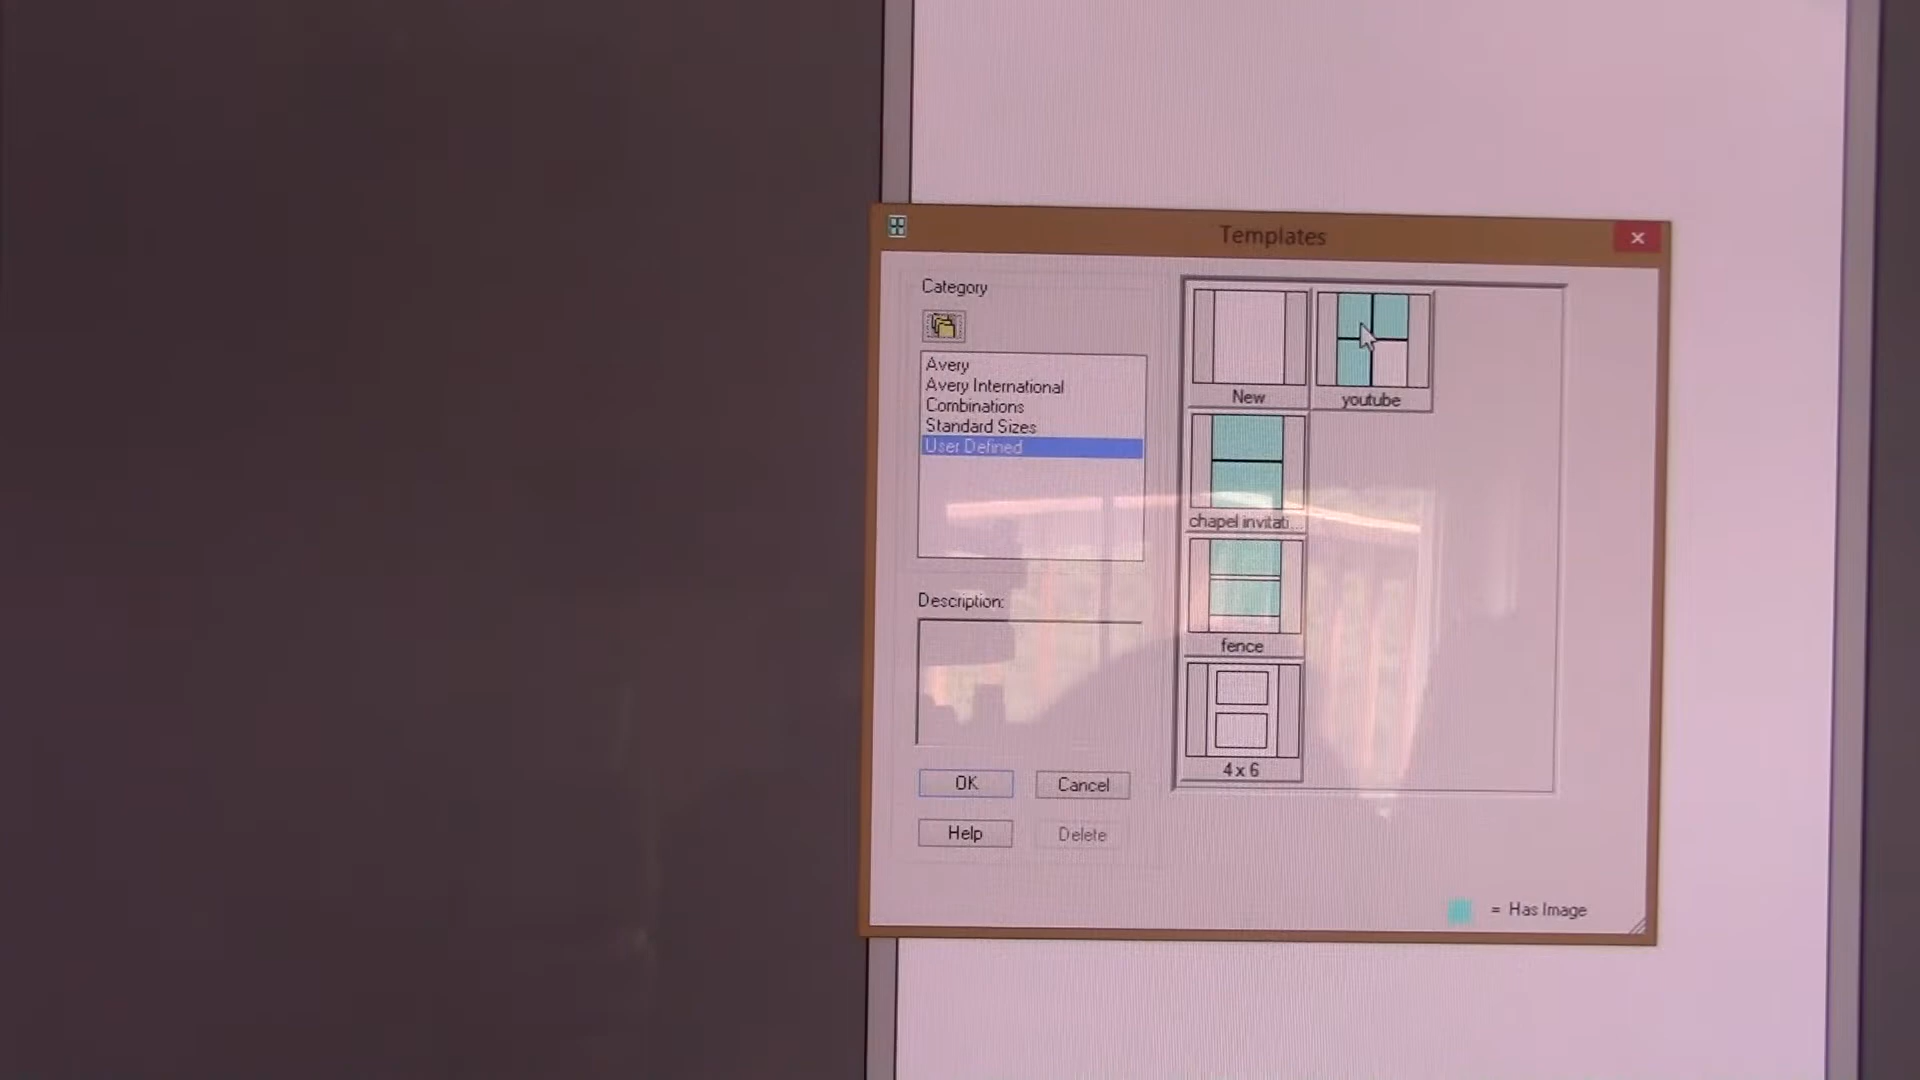 Templates
Category
Avery
Avery International
Combinations
Standard Sizes
User Defined
Description:
OK
Cancel
Help
Delete
New
youtube
chapel invitati...
fence
4 x 6
= Has Image